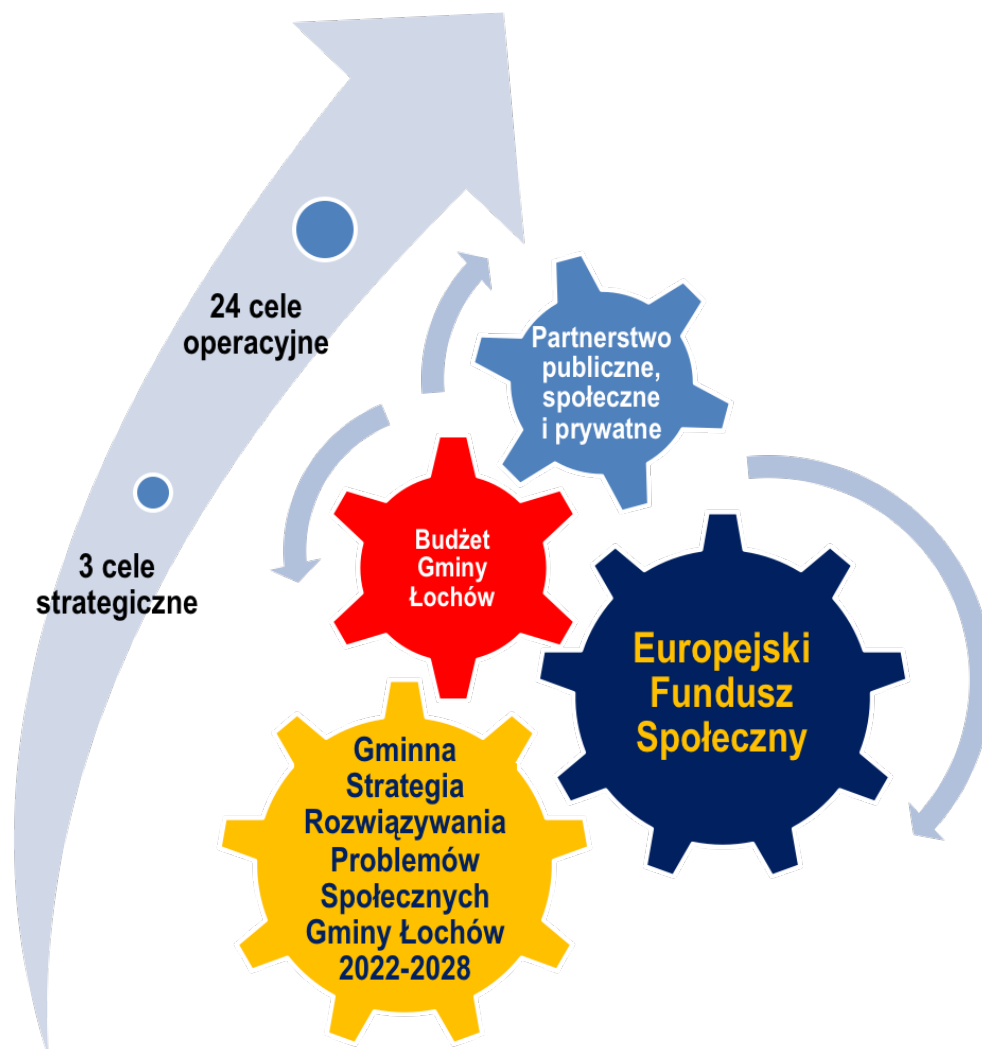 24 cele
operacyjne
3 cele
strategiczne
Partnerstwo
publiczne,
społeczne
i prywatne
Budżet
Gminy
Łochów
Europejski
Fundusz
Społeczny
Gminna
Strategia
Rozwiązywania
Problemów
Społecznych
Gminy Łochów
2022-2028